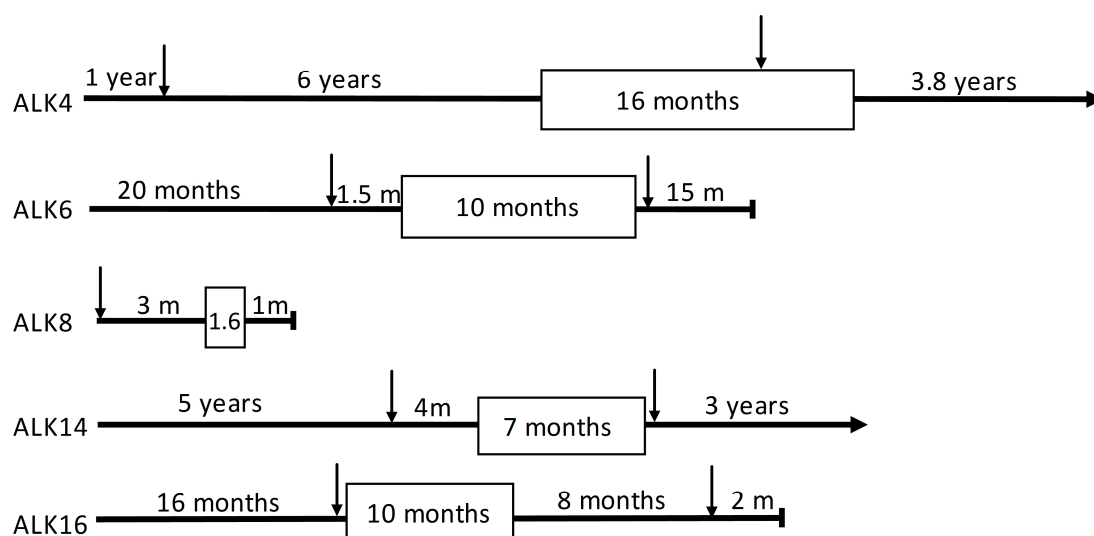 1 year 6 years 3.8 years
ALK4 16 months
20 months 1.5 m 15 m
ALK6 10 months
3 m 1m
ALK8 1.6
5 years 4m 3 years
ALK14 7 months
16 months 8 months 2 m
ALK16 10 months